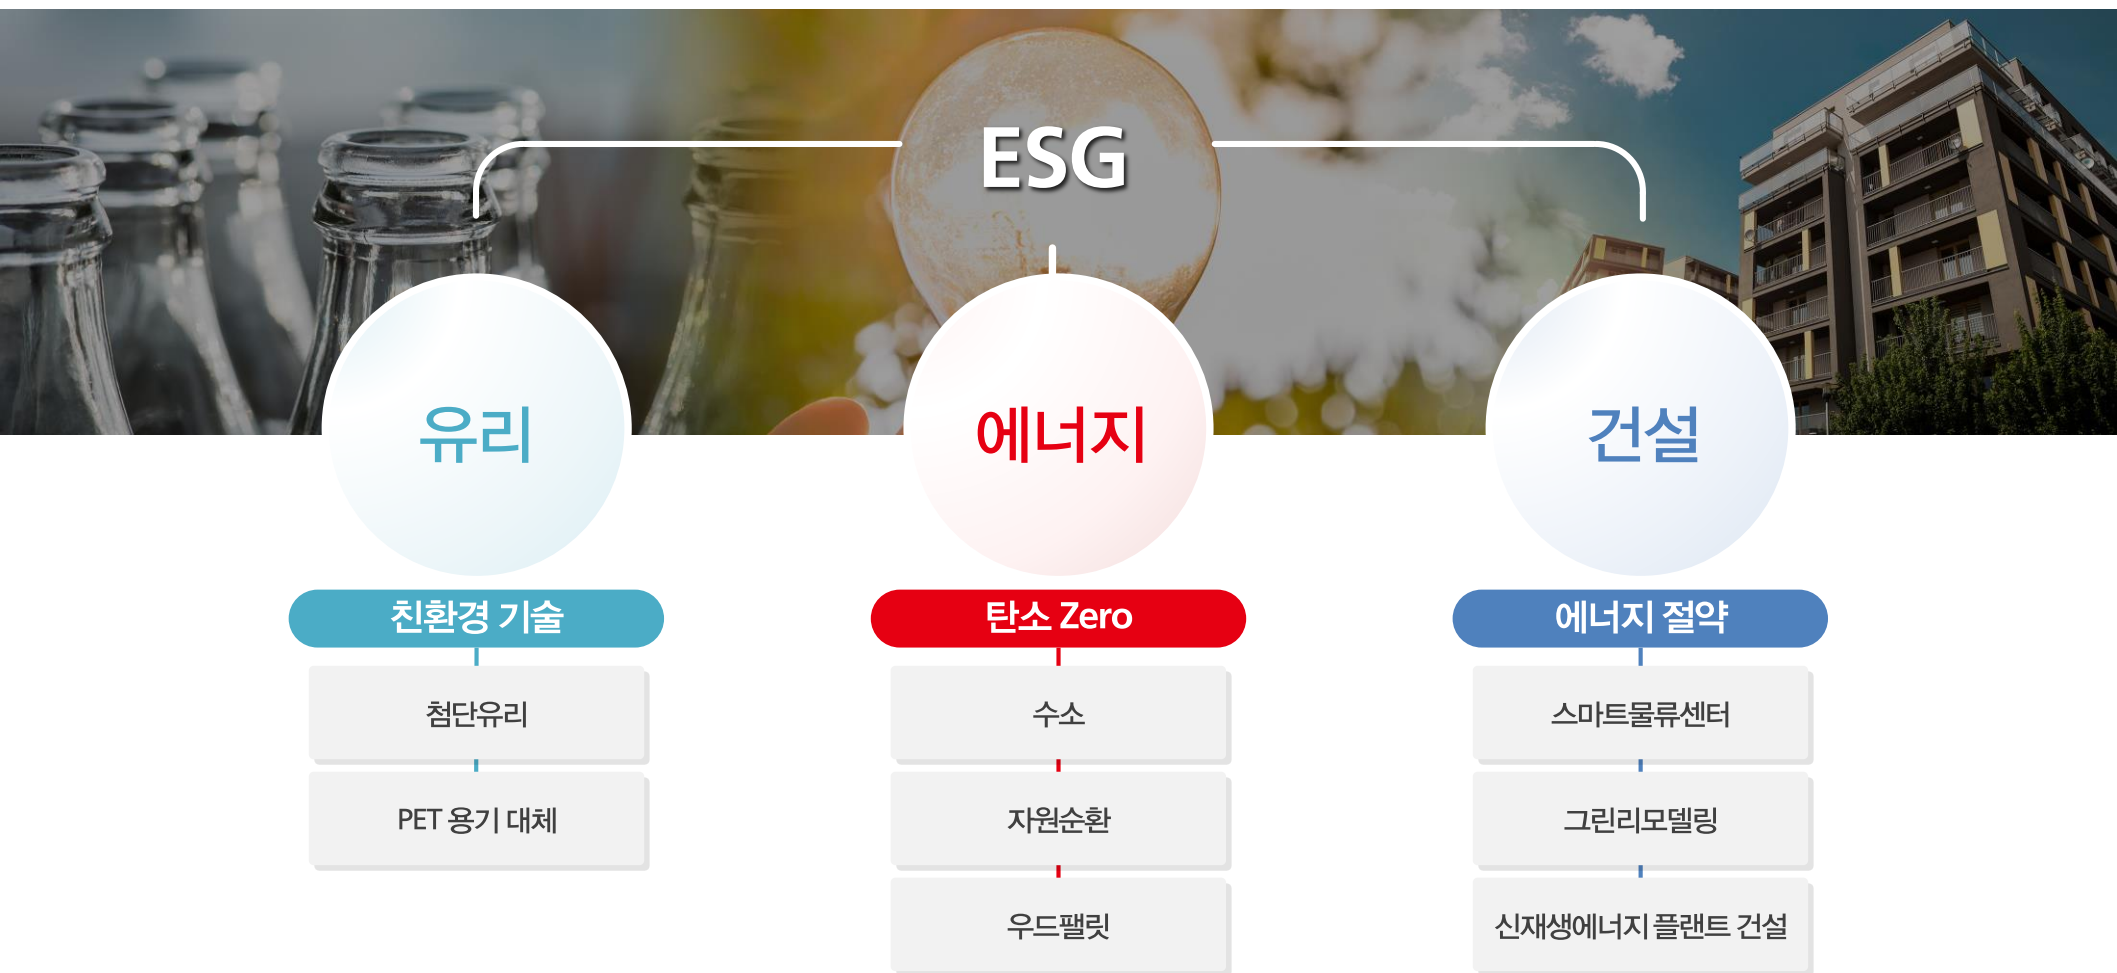 ESG
유리
에너지
건설
친환경 기술
탄소 Zero
에너지 절약
첨단유리
수소
스마트물류센터
PET 용기 대체
자원순환
그린리모델링
우드팰릿
신재생에너지 플랜트 건설